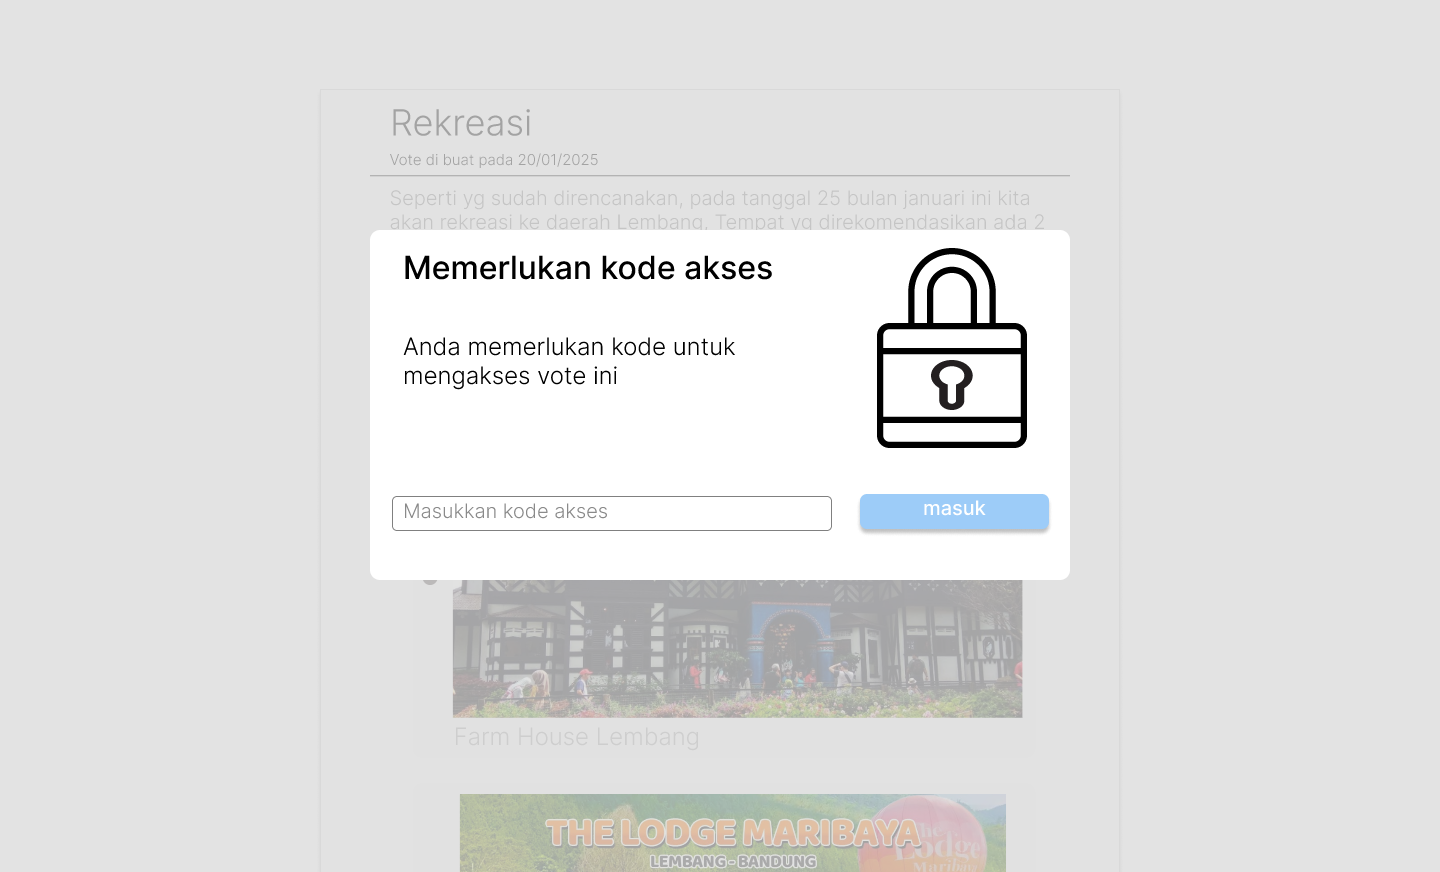 Rekreasi
Vote di buat pada 20/01/2025
Seperti yg sudah direncanakan, pada tanggal 25 bulan januari ini kita
akan rekreasi ke daerah Lembang. Tempat yg direkomendasikan ada 2
Memerlukan kode akses
Anda memerlukan kode untuk
mengakses vote ini
Masukkan kode akses
masuk
Farm House Lembang
THE LODGE MARIBAYA
LEMBANG - BANDUNG
The
Lodge
Maribaya